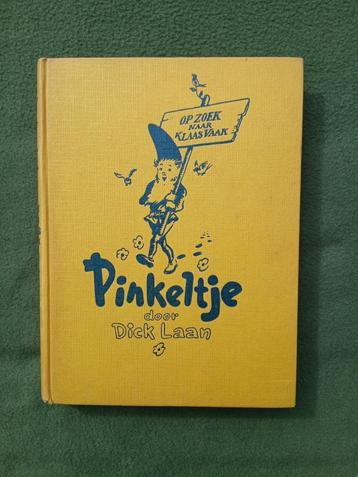 OP ZOEK
NAAR
KLAAS VAAK
Pinkeltje
door
Dick Laan